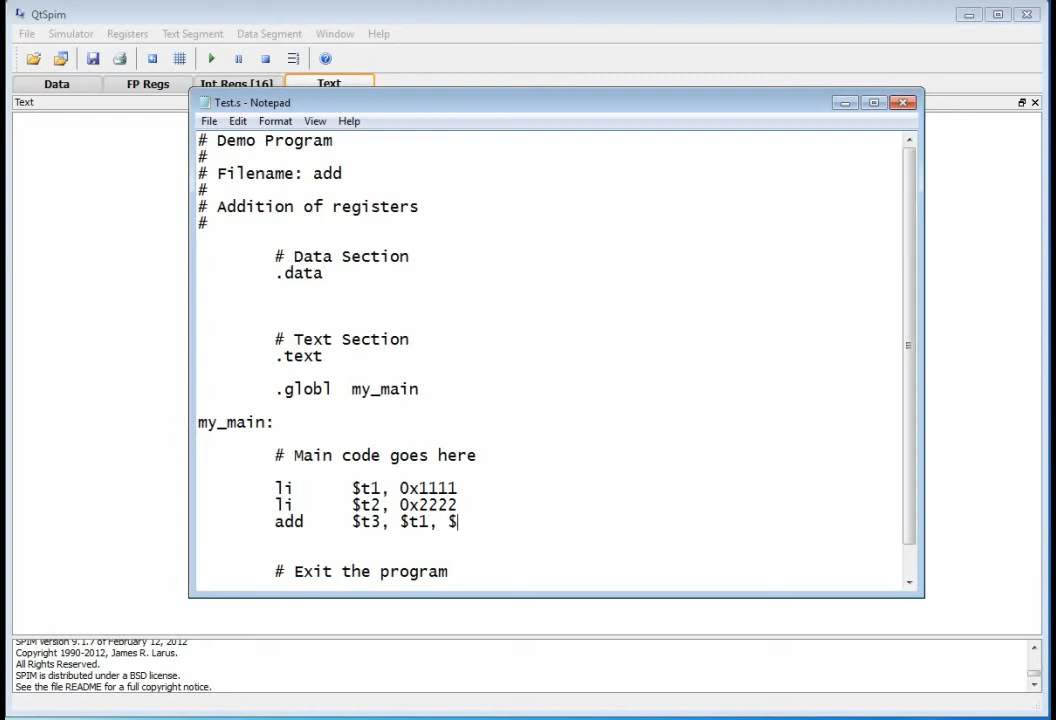 QtSpim
File Simulator Registers Text Segment Data Segment Window Help
Data FP Regs Int Regs [16] Text
Text
Test.s - Notepad
File Edit Format View Help
# Demo Program
#
# Filename: add
#
# Addition of registers
#
# Data Section
.data
# Text Section
.text
.globl my_main
my_main:
# Main code goes here
li $t1, 0x1111
li $t2, 0x2222
add $t3, $t1, $
# Exit the program
SPIM Version 9.1.7 of February 12, 2012
Copyright 1990-2012, James R. Larus.
All Rights Reserved.
SPIM is distributed under a BSD license.
See the file README for a full copyright notice.